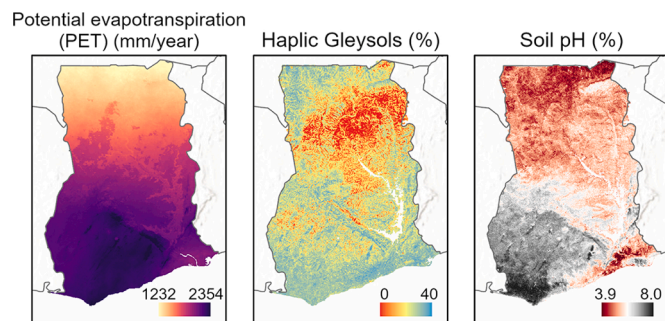 Potential evapotranspiration
(PET) (mm/year)
Haplic Gleysols (%)
Soil pH (%)
1232 2354
0 40
3.9 8.0